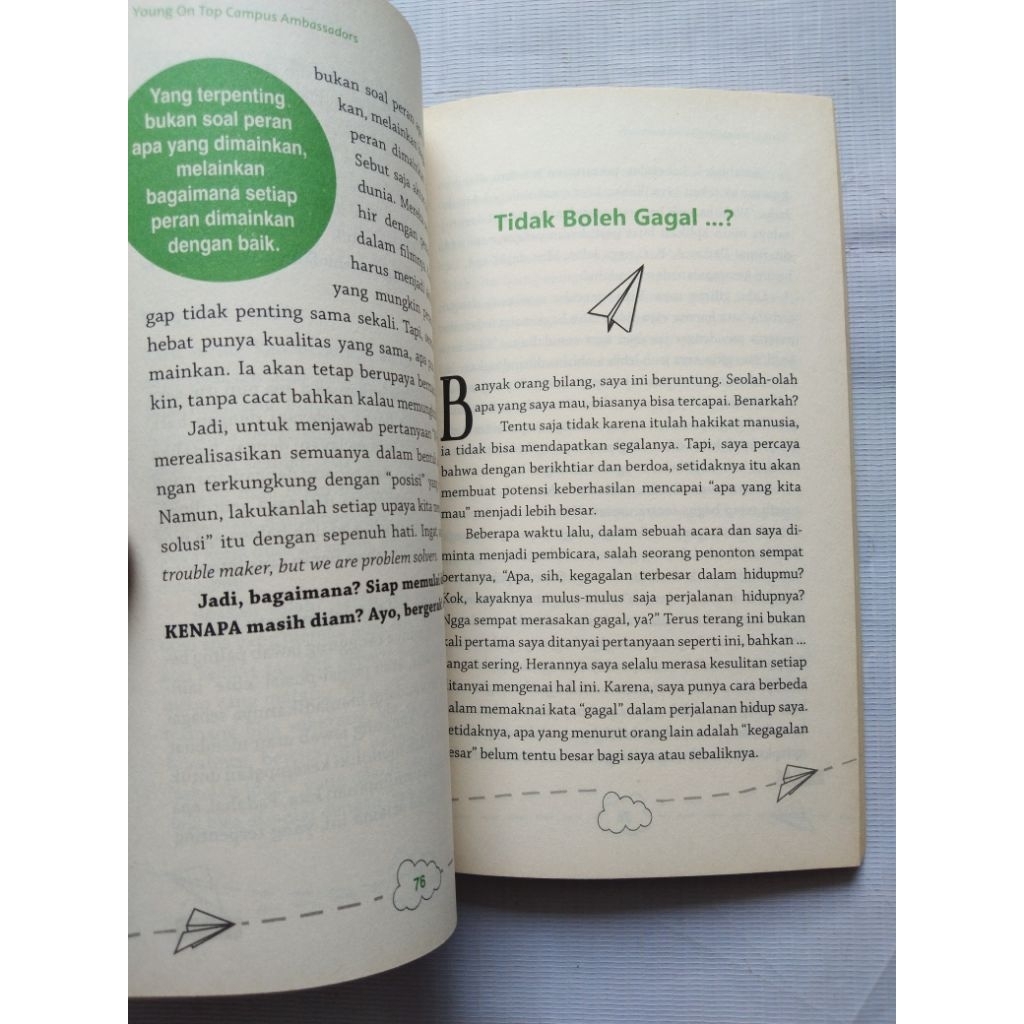 Young On Top Campus Ambassadors
Yang terpenting
bukan soal peran
apa yang dimainkan,
melainkan
bagaimana setiap
peran dimainkan
dengan baik.
bukan soal peran
kan, melainkan
peran dimainkan
Sebut saja
dunia.
hir dengan
dalam filmnya.
harus menjadi
yang mungkin
gap tidak penting sama sekali. Tapi,
hebat punya kualitas yang sama, apa
mainkan. Ia akan tetap berupaya
kin, tanpa cacat bahkan kalau
Jadi, untuk menjawab pertanyaan
merealisasikan semuanya dalam
ngan terkungkung dengan “posisi”
Namun, lakukanlah setiap upaya kita
solusi” itu dengan sepenuh hati. Ingat,
trouble maker, but we are problem solvers
Jadi, bagaimana? Siap memulai
KENAPA masih diam? Ayo, bergerak
76
Tidak Boleh Gagal ...?
Banyak orang bilang, saya ini beruntung. Seolah-olah
apa yang saya mau, biasanya bisa tercapai. Benarkah?
Tentu saja tidak karena itulah hakikat manusia,
ia tidak bisa mendapatkan segalanya. Tapi, saya percaya
bahwa dengan berikhtiar dan berdoa, setidaknya itu akan
membuat potensi keberhasilan mencapai “apa yang kita
mau” menjadi lebih besar.
Beberapa waktu lalu, dalam sebuah acara dan saya di-
minta menjadi pembicara, salah seorang penonton sempat
bertanya, “Apa, sih, kegagalan terbesar dalam hidupmu?
Kok, kayaknya mulus-mulus saja perjalanan hidupnya?
Ngga sempat merasakan gagal, ya?” Terus terang ini bukan
kali pertama saya ditanyai pertanyaan seperti ini, bahkan ...
sangat sering. Herannya saya selalu merasa kesulitan setiap
ditanyai mengenai hal ini. Karena, saya punya cara berbeda
dalam memaknai kata “gagal” dalam perjalanan hidup saya.
Setidaknya, apa yang menurut orang lain adalah “kegagalan
besar” belum tentu besar bagi saya atau sebaliknya.